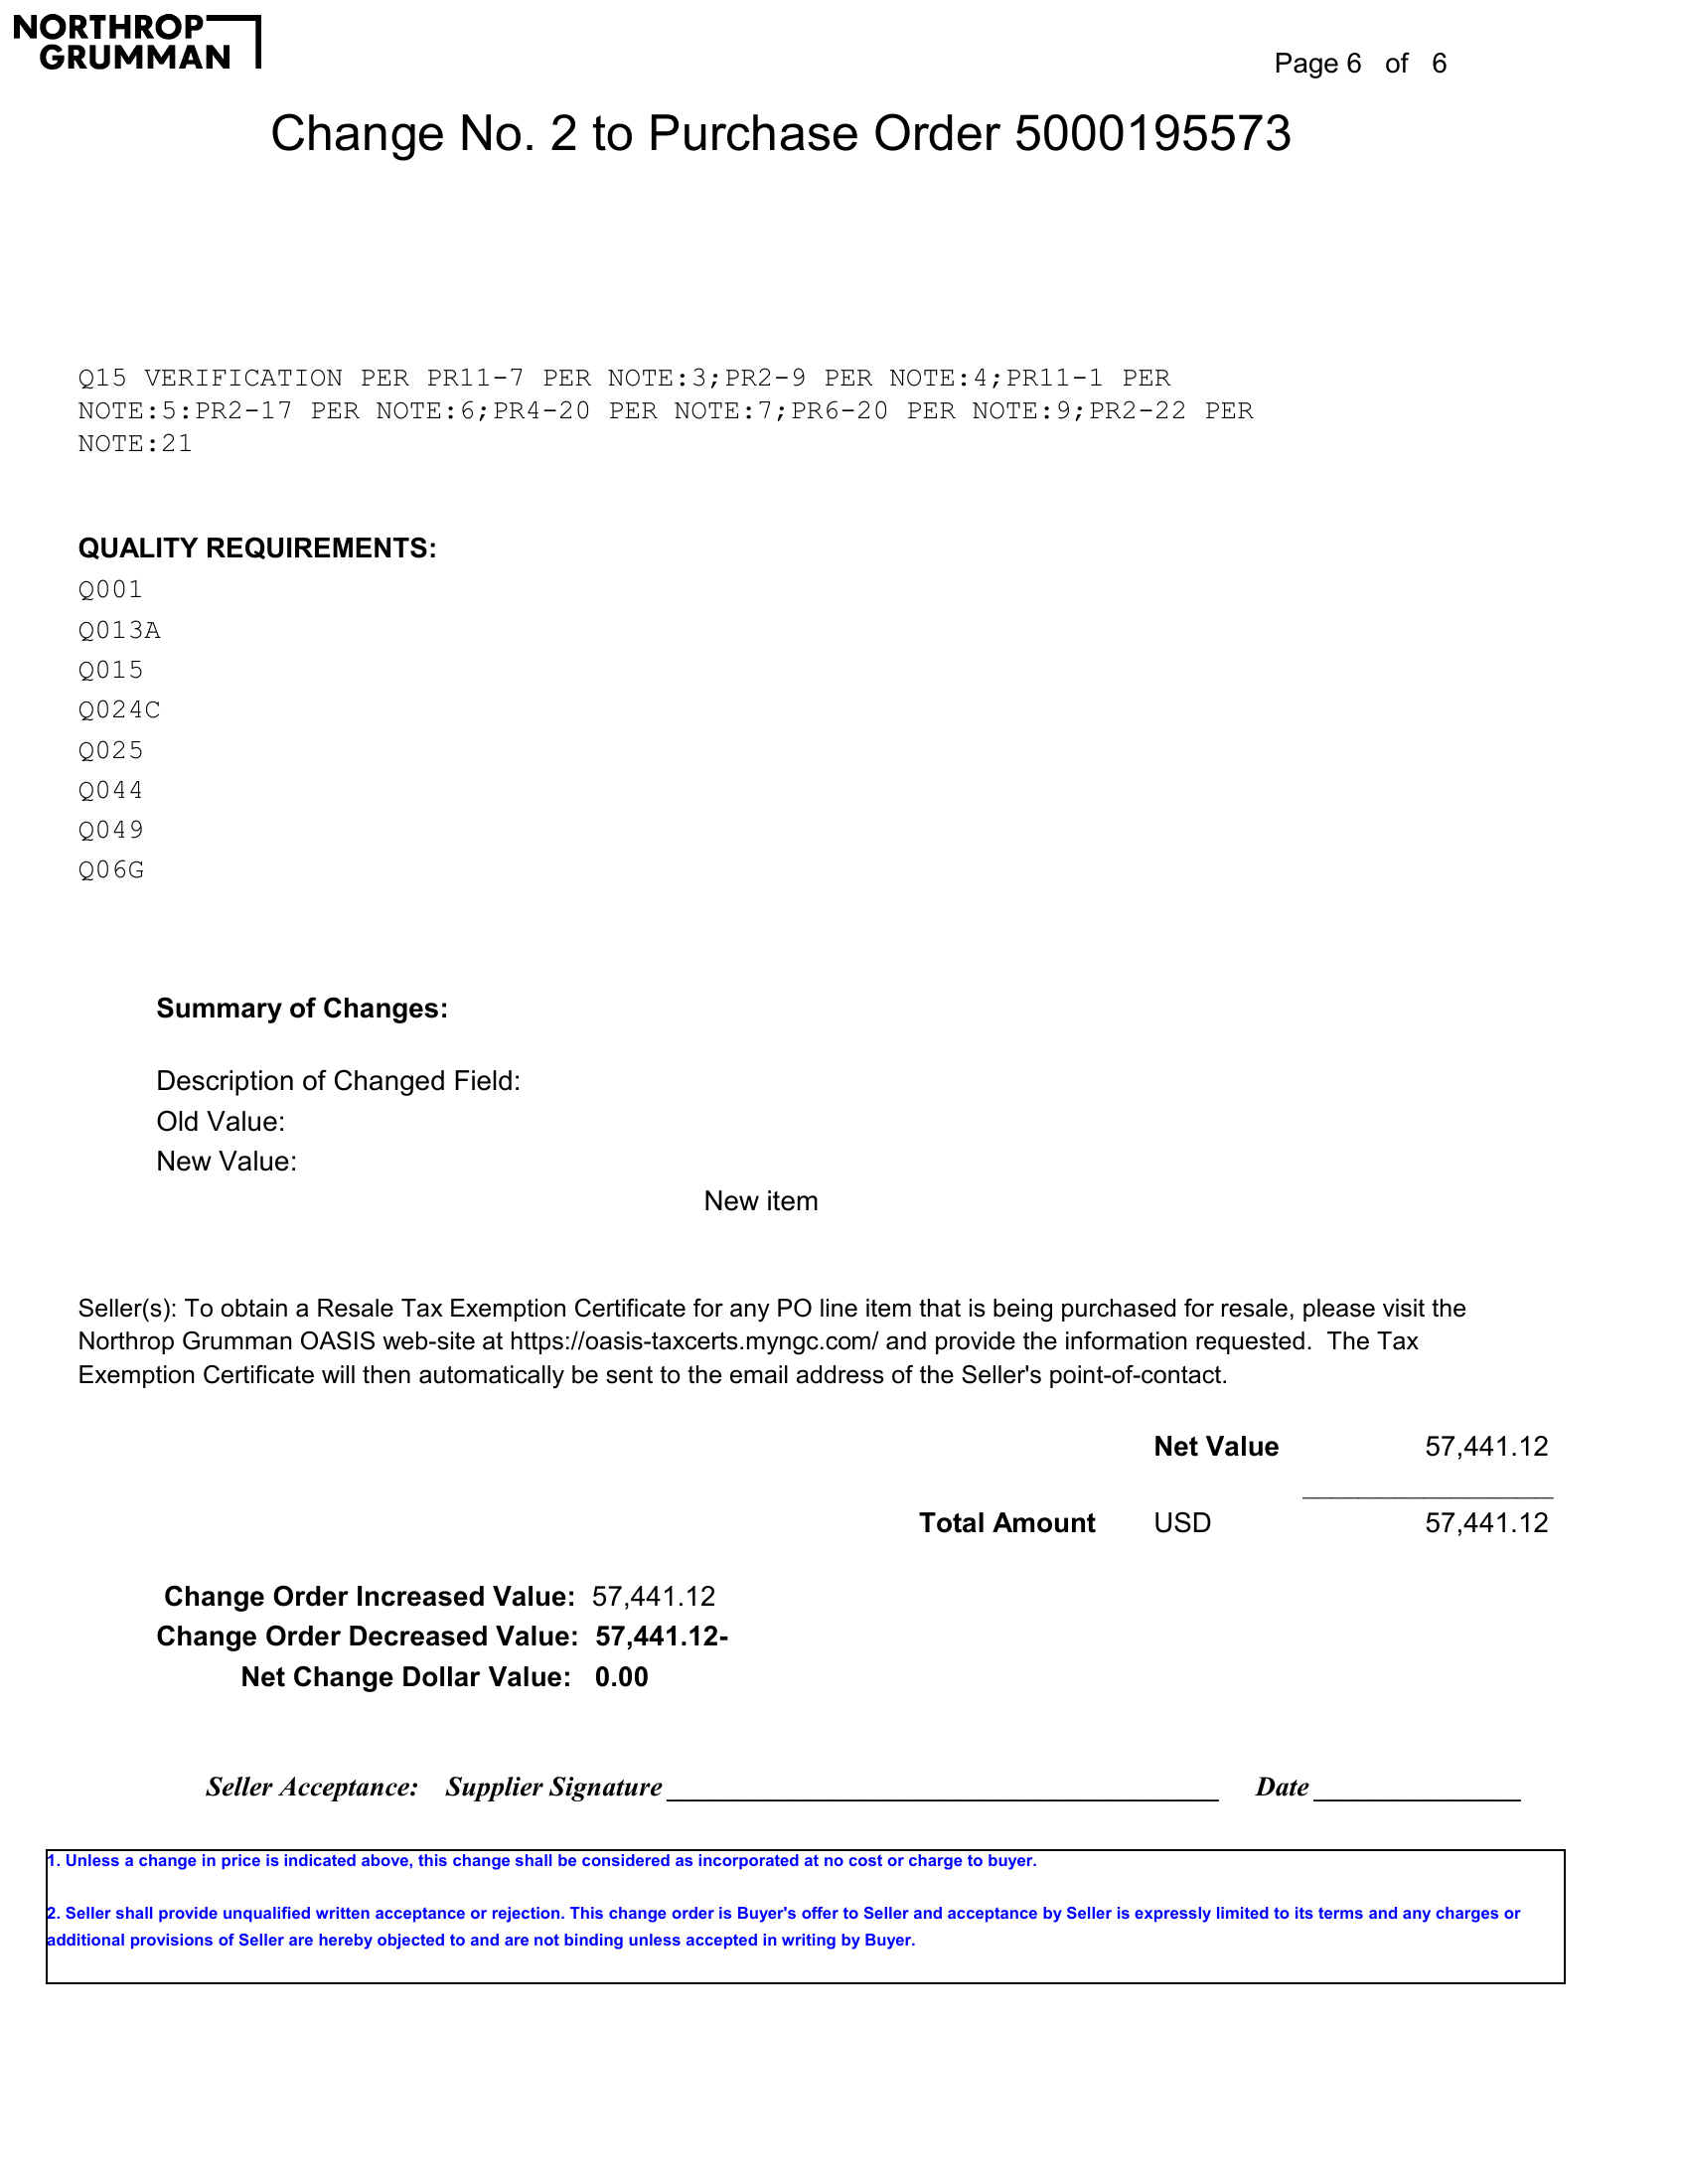 NORTHROP
GRUMMAN
Page 6 of 6
Change No. 2 to Purchase Order 5000195573
Q15 VERIFICATION PER PR11-7 PER NOTE:3;PR2-9 PER NOTE:4;PR11-1 PER
NOTE:5:PR2-17 PER NOTE:6;PR4-20 PER NOTE:7;PR6-20 PER NOTE:9;PR2-22 PER
NOTE:21
QUALITY REQUIREMENTS:
Q001
Q013A
Q015
Q024C
Q025
Q044
Q049
Q06G
Summary of Changes:
Description of Changed Field:
Old Value:
New Value:
New item
Seller(s): To obtain a Resale Tax Exemption Certificate for any PO line item that is being purchased for resale, please visit the
Northrop Grumman OASIS web-site at https://oasis-taxcerts.myngc.com/ and provide the information requested. The Tax
Exemption Certificate will then automatically be sent to the email address of the Seller's point-of-contact.
Net Value 57,441.12
Total Amount USD 57,441.12
Change Order Increased Value: 57,441.12
Change Order Decreased Value: 57,441.12-
Net Change Dollar Value: 0.00
Seller Acceptance: Supplier Signature Date
1. Unless a change in price is indicated above, this change shall be considered as incorporated at no cost or charge to buyer.
2. Seller shall provide unqualified written acceptance or rejection. This change order is Buyer's offer to Seller and acceptance by Seller is expressly limited to its terms and any charges or
additional provisions of Seller are hereby objected to and are not binding unless accepted in writing by Buyer.